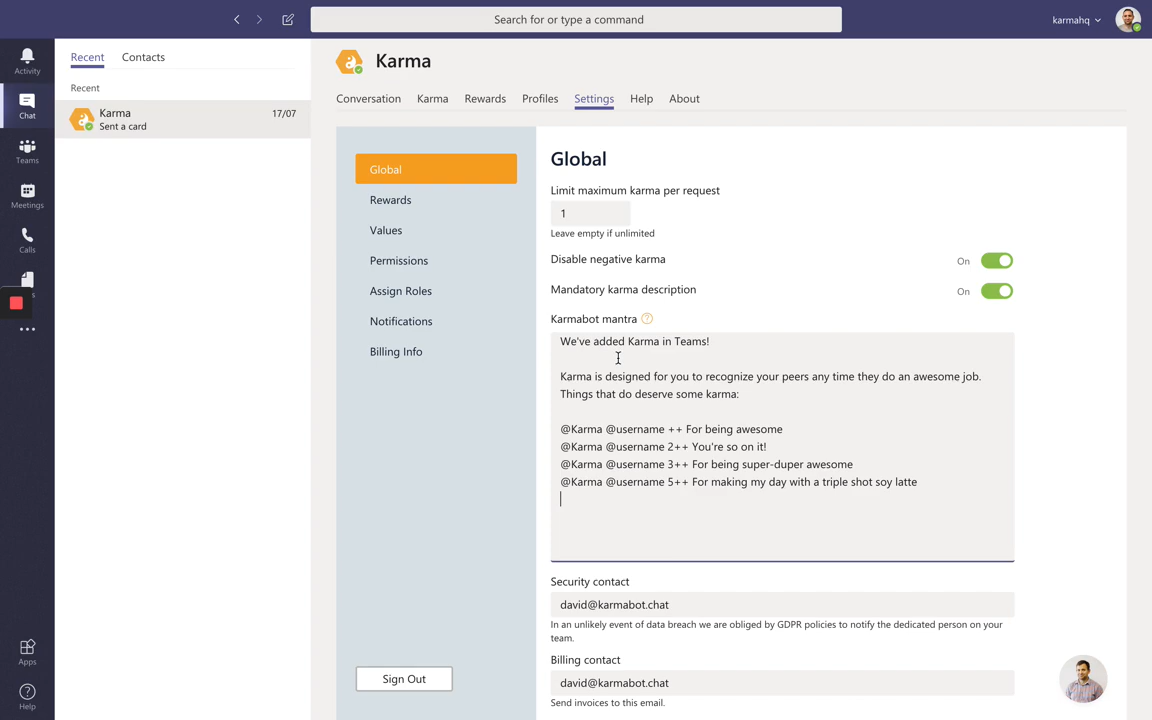 Search for or type a command
karmahq
Activity
Chat
Teams
Meetings
Calls
Apps
Help
Recent
Contacts
Recent
Karma
17/07
Sent a card
Karma
Conversation
Karma
Rewards
Profiles
Settings
Help
About
Global
Rewards
Values
Permissions
Assign Roles
Notifications
Billing Info
Sign Out
Global
Limit maximum karma per request
1
Leave empty if unlimited
Disable negative karma
On
Mandatory karma description
On
Karmabot mantra ?
We've added Karma in Teams!
Karma is designed for you to recognize your peers any time they do an awesome job.
Things that do deserve some karma:
@Karma @username ++ For being awesome
@Karma @username 2++ You're so on it!
@Karma @username 3++ For being super-duper awesome
@Karma @username 5++ For making my day with a triple shot soy latte
Security contact
david@karmabot.chat
In an unlikely event of data breach we are obliged by GDPR policies to notify the dedicated person on your
team.
Billing contact
david@karmabot.chat
Send invoices to this email.